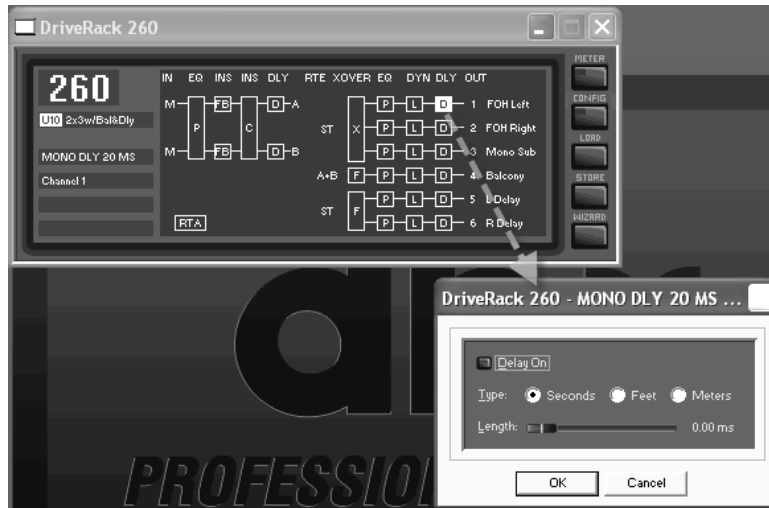 DriveRack 260
260
U10 2x3w/Bal&Dly
MONO DLY 20 MS
Channel 1
IN EQ INS INS DLY RTE XOVER EQ DYN DLY OUT
M FB D A P L D 1 FOH Left
P C ST X P L D 2 FOH Right
M FB D B P L D 3 Mono Sub
A+B F P L D 4 Balcony
ST F P L D 5 L Delay
RTA P L D 6 R Delay
METER
CONFIG
LOAD
STORE
WIZARD
DriveRack 260 - MONO DLY 20 MS ...
Delay On
Type: Seconds Feet Meters
Length: 0.00 ms
OK Cancel